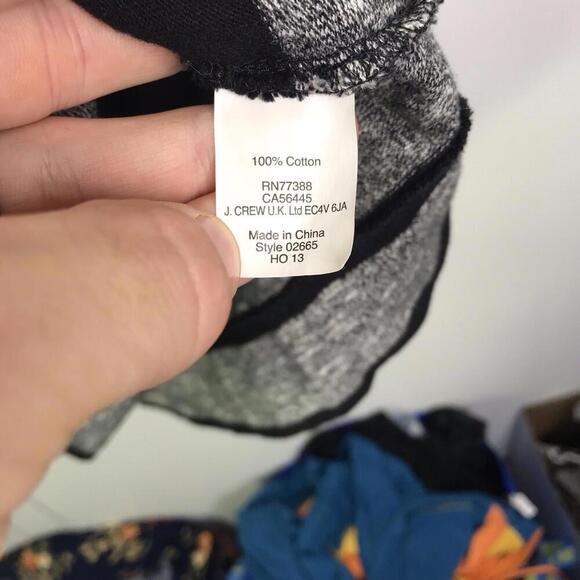 100% Cotton
RN77388
CA56445
J. CREW U.K. Ltd EC4V 6JA
Made in China
Style 02665
HO 13